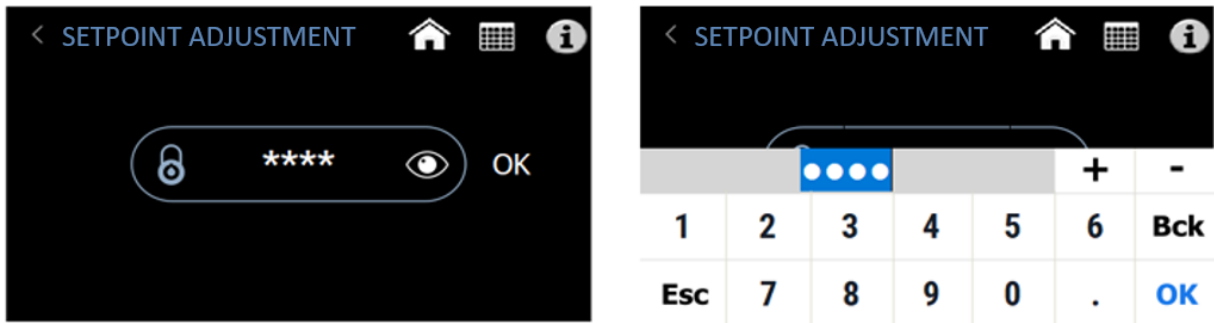 < SETPOINT ADJUSTMENT
**** OK
< SETPOINT ADJUSTMENT
●●●● + -
1 2 3 4 5 6 Bck
Esc 7 8 9 0 . OK